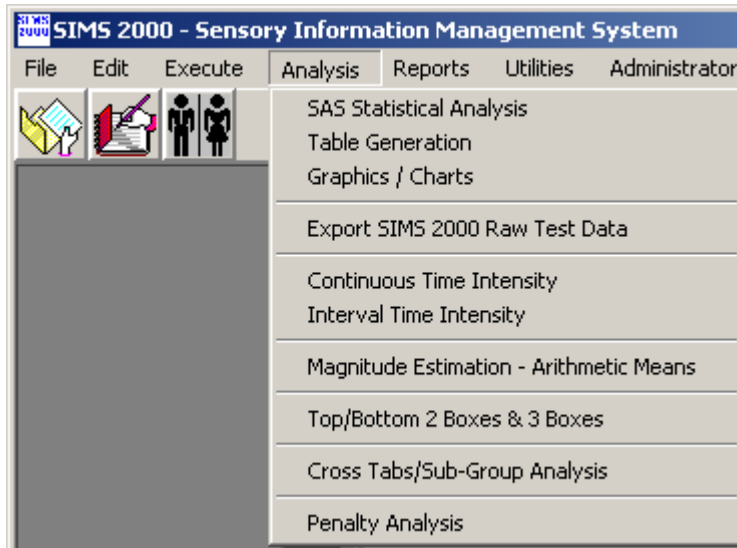 SIMS 2000
SIMS 2000 - Sensory Information Management System
File Edit Execute Analysis Reports Utilities Administrator
SAS Statistical Analysis
Table Generation
Graphics / Charts
Export SIMS 2000 Raw Test Data
Continuous Time Intensity
Interval Time Intensity
Magnitude Estimation - Arithmetic Means
Top/Bottom 2 Boxes & 3 Boxes
Cross Tabs/Sub-Group Analysis
Penalty Analysis